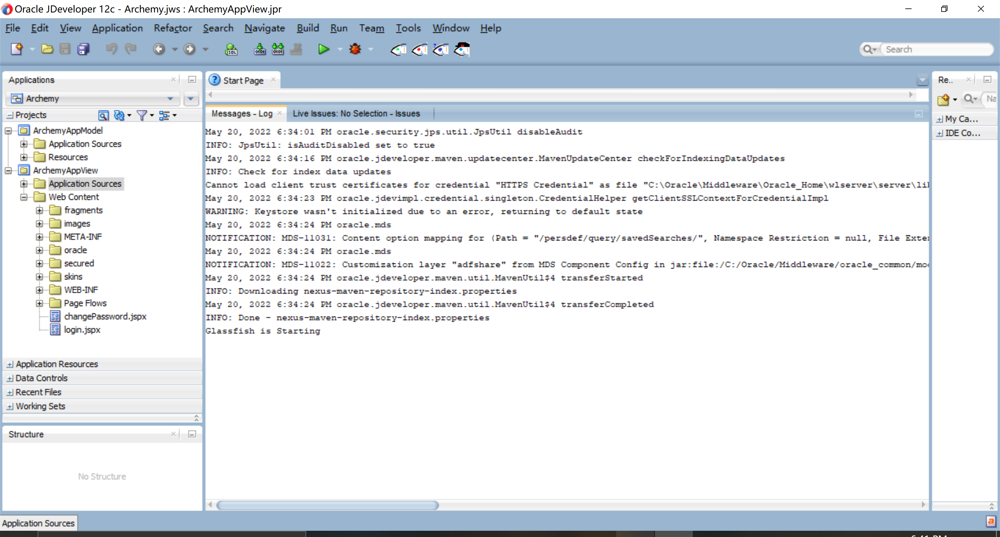 Oracle JDeveloper 12c - Archemy.jws : ArchemyAppView.jpr
File Edit View Application Refactor Search Navigate Build Run Team Tools Window Help
Search
Applications
Archemy
Projects
ArchemyAppModel
Application Sources
Resources
ArchemyAppView
Application Sources
Web Content
fragments
images
META-INF
oracle
secured
skins
WEB-INF
Page Flows
changePassword.jspx
login.jspx
Application Resources
Data Controls
Recent Files
Working Sets
Structure
No Structure
Application Sources
Start Page
Messages - Log
Live Issues: No Selection - Issues
May 20, 2022 6:34:01 PM oracle.security.jps.util.JpsUtil disableAudit
INFO: JpsUtil: isAuditDisabled set to true
May 20, 2022 6:34:16 PM oracle.jdeveloper.maven.updatecenter.MavenUpdateCenter checkForIndexingDataUpdates
INFO: Check for index data updates
Cannot load client trust certificates for credential "HTTPS Credential" as file "C:\Oracle\Middleware\Oracle_Home\wlserver\server\li
May 20, 2022 6:34:23 PM oracle.jdevimpl.credential.singleton.CredentialHelper getClientSSLContextForCredentialImpl
WARNING: Keystore wasn't initialized due to an error, returning to default state
May 20, 2022 6:34:24 PM oracle.mds
NOTIFICATION: MDS-11031: Content option mapping for (Path = "/persdef/query/savedSearches/", Namespace Restriction = null, File Exte
May 20, 2022 6:34:24 PM oracle.mds
NOTIFICATION: MDS-11022: Customization layer "adfshare" from MDS Component Config in jar:file:/C:/Oracle/Middleware/oracle_common/mo
May 20, 2022 6:34:24 PM oracle.jdeveloper.maven.util.MavenUtil$4 transferStarted
INFO: Downloading nexus-maven-repository-index.properties
May 20, 2022 6:34:24 PM oracle.jdeveloper.maven.util.MavenUtil$4 transferCompleted
INFO: Done - nexus-maven-repository-index.properties
Glassfish is Starting
Re..
Na
My Ca...
IDE Co...